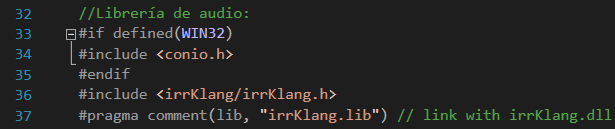 32 //Librería de audio:
33 #if defined(WIN32)
34 #include <conio.h>
35 #endif
36 #include <irrKlang/irrKlang.h>
37 #pragma comment(lib, "irrKlang.lib") // link with irrKlang.dll